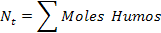 N_t = ∑ Moles Humos